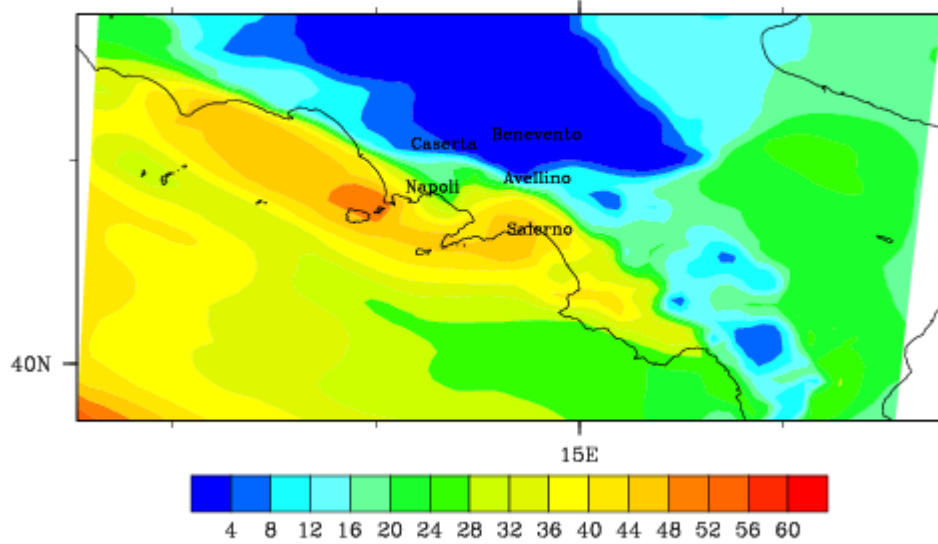 Benevento
Caserta
Avellino
Napoli
Salerno
40N
15E
4 8 12 16 20 24 28 32 36 40 44 48 52 56 60